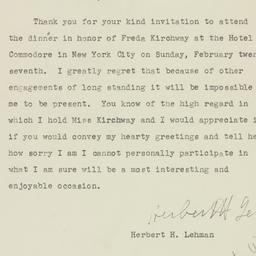 Thank you for your kind invitation to attend
the dinner in honor of Freda Kirchway at the Hotel
Commodore in New York City on Sunday, February twen
seventh. I greatly regret that because of other
engagements of long standing it will be impossible
me to be present. You know of the high regard in
which I hold Miss Kirchway and I would appreciate i
if you would convey my hearty greetings and tell he
how sorry I am I cannot personally participate in
what I am sure will be a most interesting and
enjoyable occasion.
Herbert H Le
Herbert H. Lehman